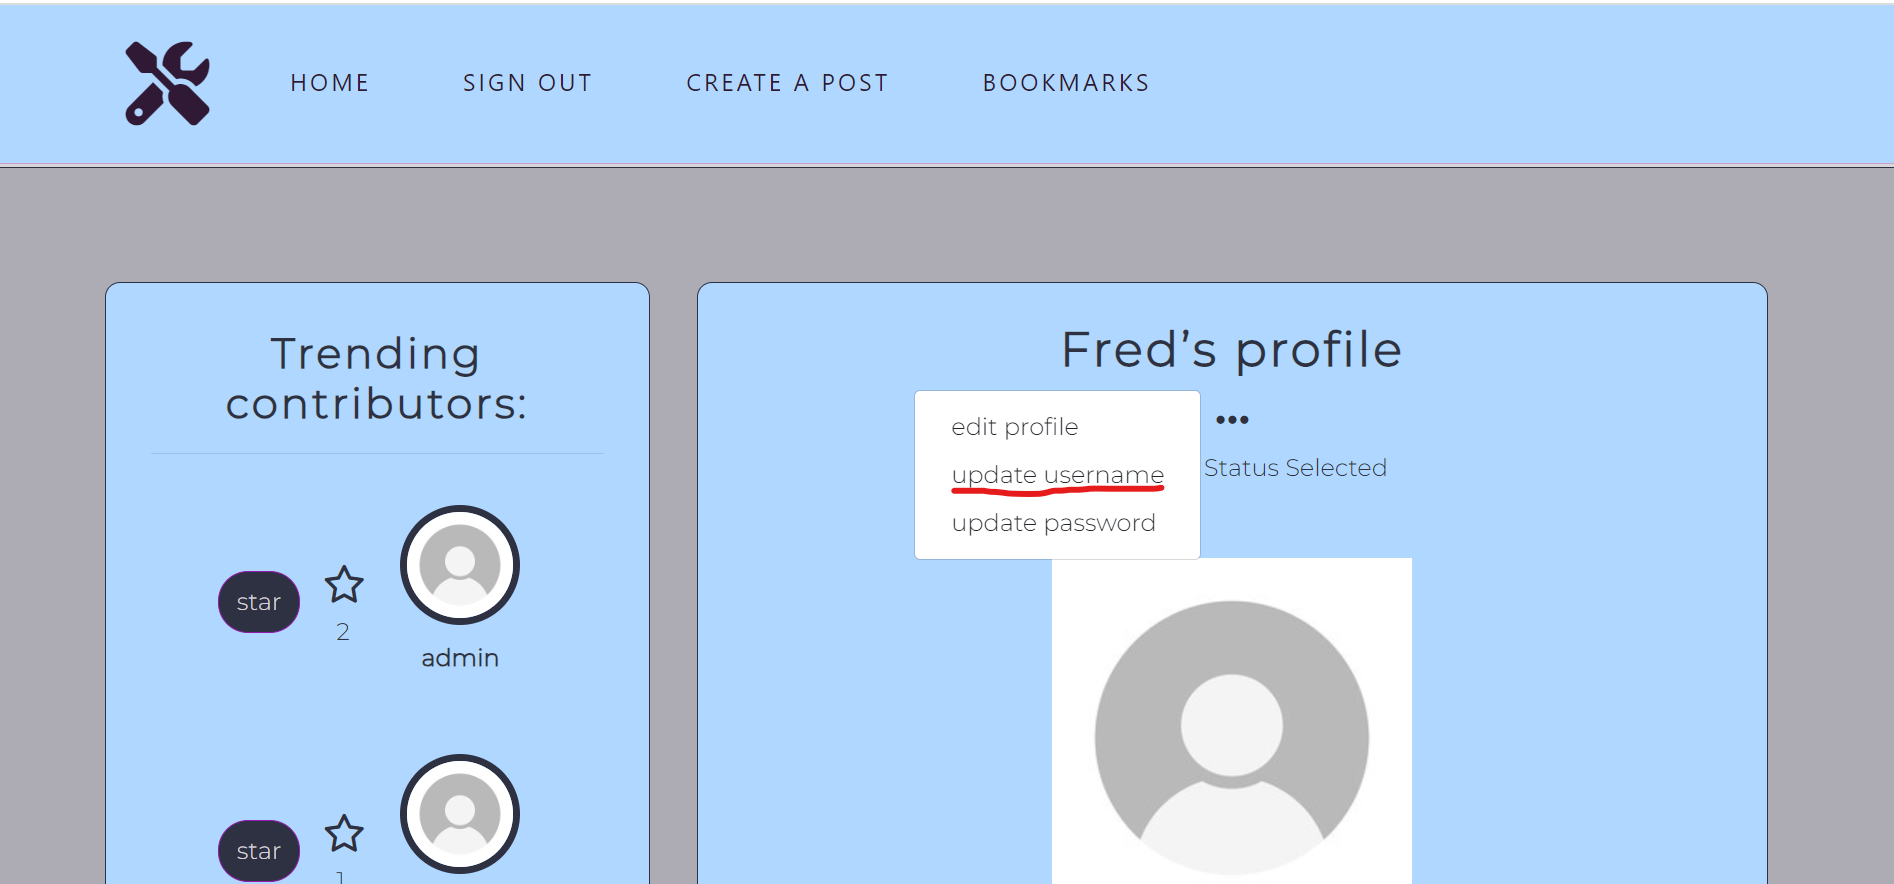 HOME SIGN OUT CREATE A POST BOOKMARKS
Trending
contributors:
star
2
admin
star
1
Fred’s profile
edit profile
update username
update password
Status Selected